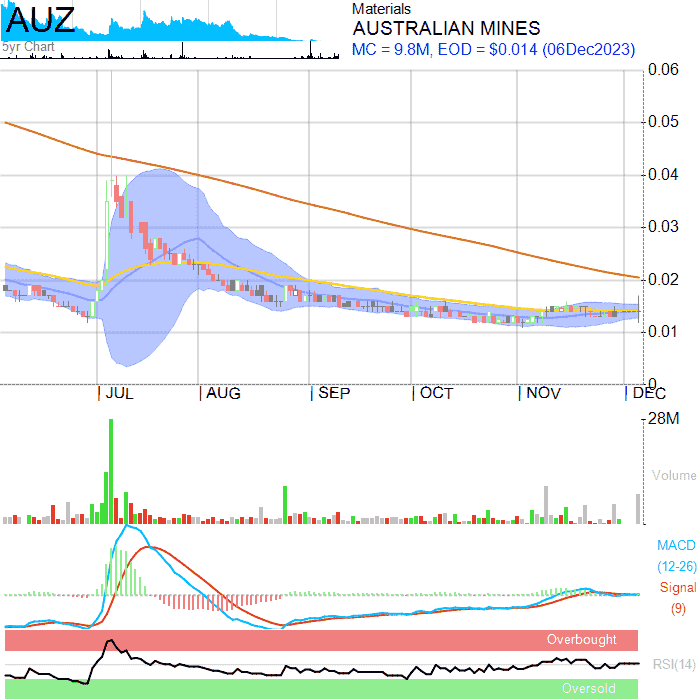 AUZ
5yr Chart
Materials
AUSTRALIAN MINES
MC = 9.8M, EOD = $0.014 (06Dec2023)
0.06
0.05
0.04
0.03
0.02
0.01
0
JUL AUG SEP OCT NOV DEC
28M
Volume
MACD
(12-26)
Signal
(9)
Overbought
RSI(14)
Oversold